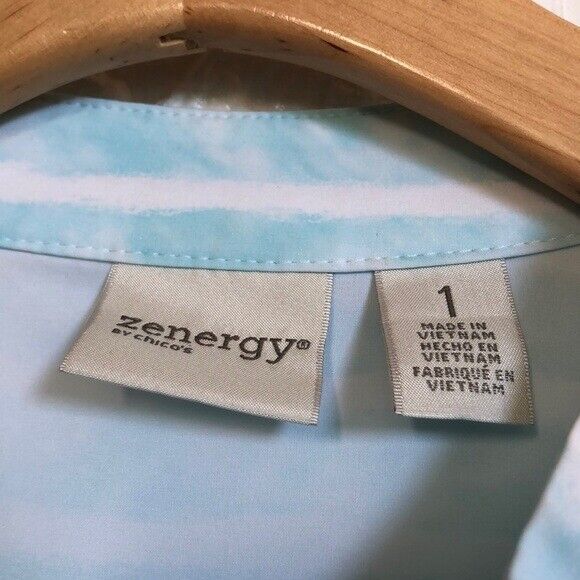 zenergy®
BY CHICO'S
1
MADE IN
VIETNAM
HECHO EN
VIETNAM
FABRIQUÉ EN
VIETNAM